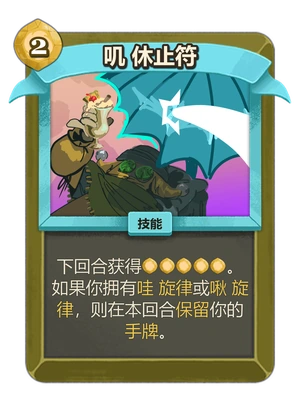 2
叽 休止符
技能
下回合获得。
如果你拥有哇 旋律或啾 旋
律，则在本回合保留你的
手牌。